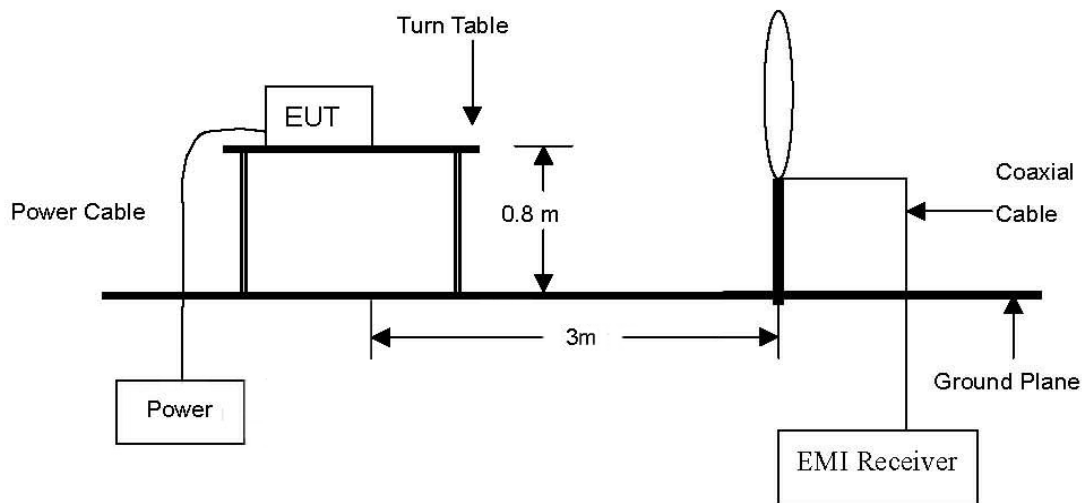 Turn Table
EUT
Power Cable
0.8 m
Coaxial
Cable
3m
Ground Plane
Power
EMI Receiver